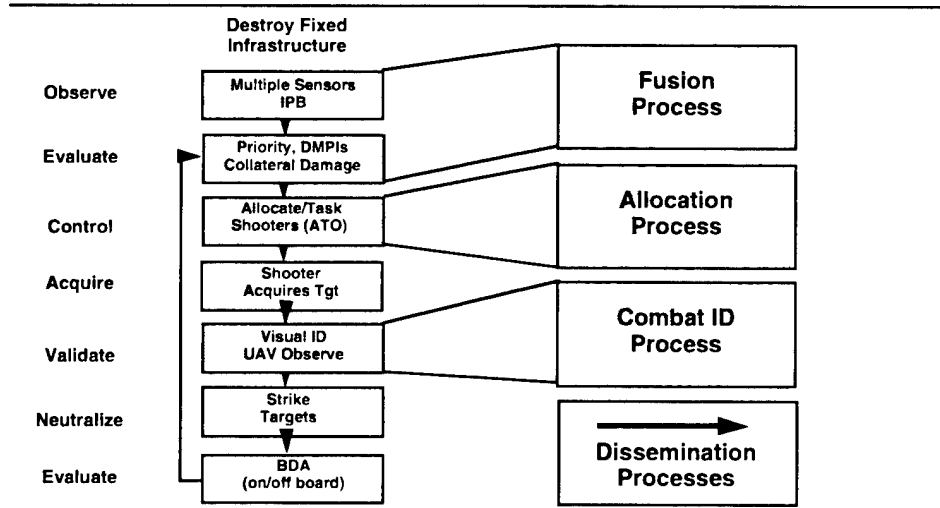 Destroy Fixed
Infrastructure
Observe
Multiple Sensors
IPB
Evaluate
Priority, DMPIs
Collateral Damage
Control
Allocate/Task
Shooters (ATO)
Acquire
Shooter
Acquires Tgt
Validate
Visual ID
UAV Observe
Neutralize
Strike
Targets
Evaluate
BDA
(on/off board)
Fusion
Process
Allocation
Process
Combat ID
Process
Dissemination
Processes